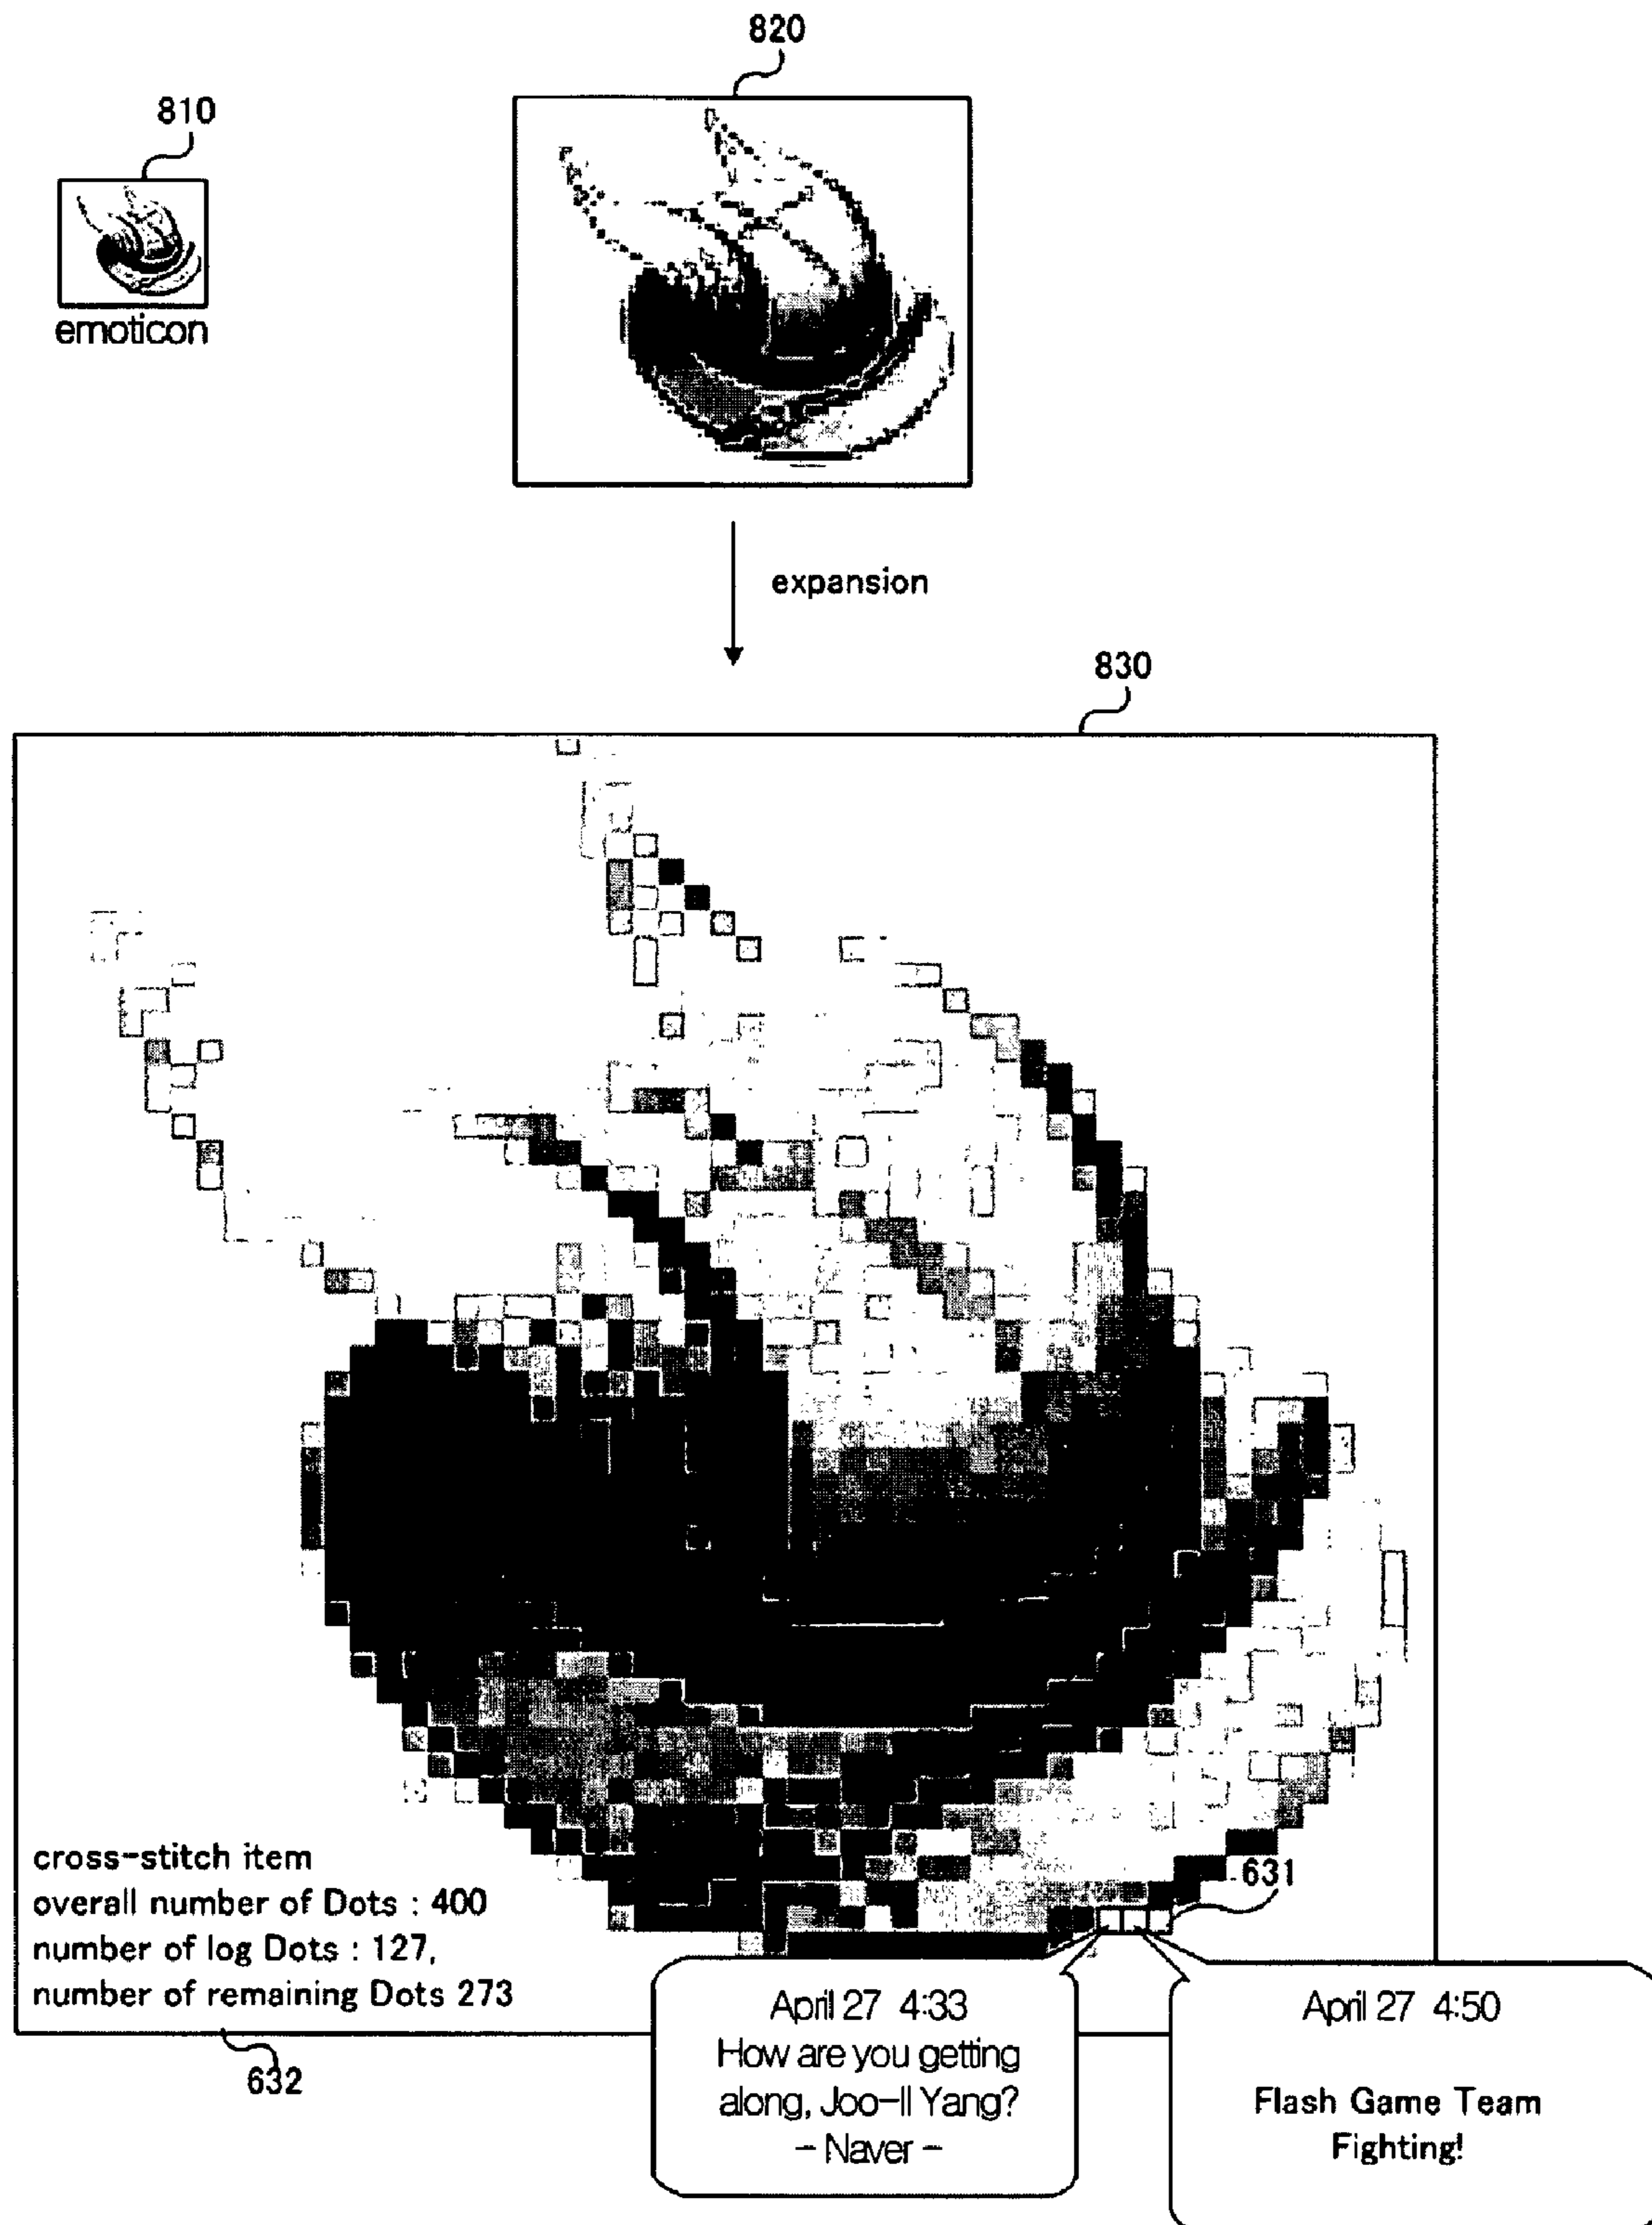 820
810
emoticon
expansion
830
cross-stitch item
overall number of Dots : 400
number of log Dots : 127,
number of remaining Dots 273
631
632
April 27 4:33
How are you getting
along, Joo-Il Yang?
- Naver -
April 27 4:50
Flash Game Team
Fighting!